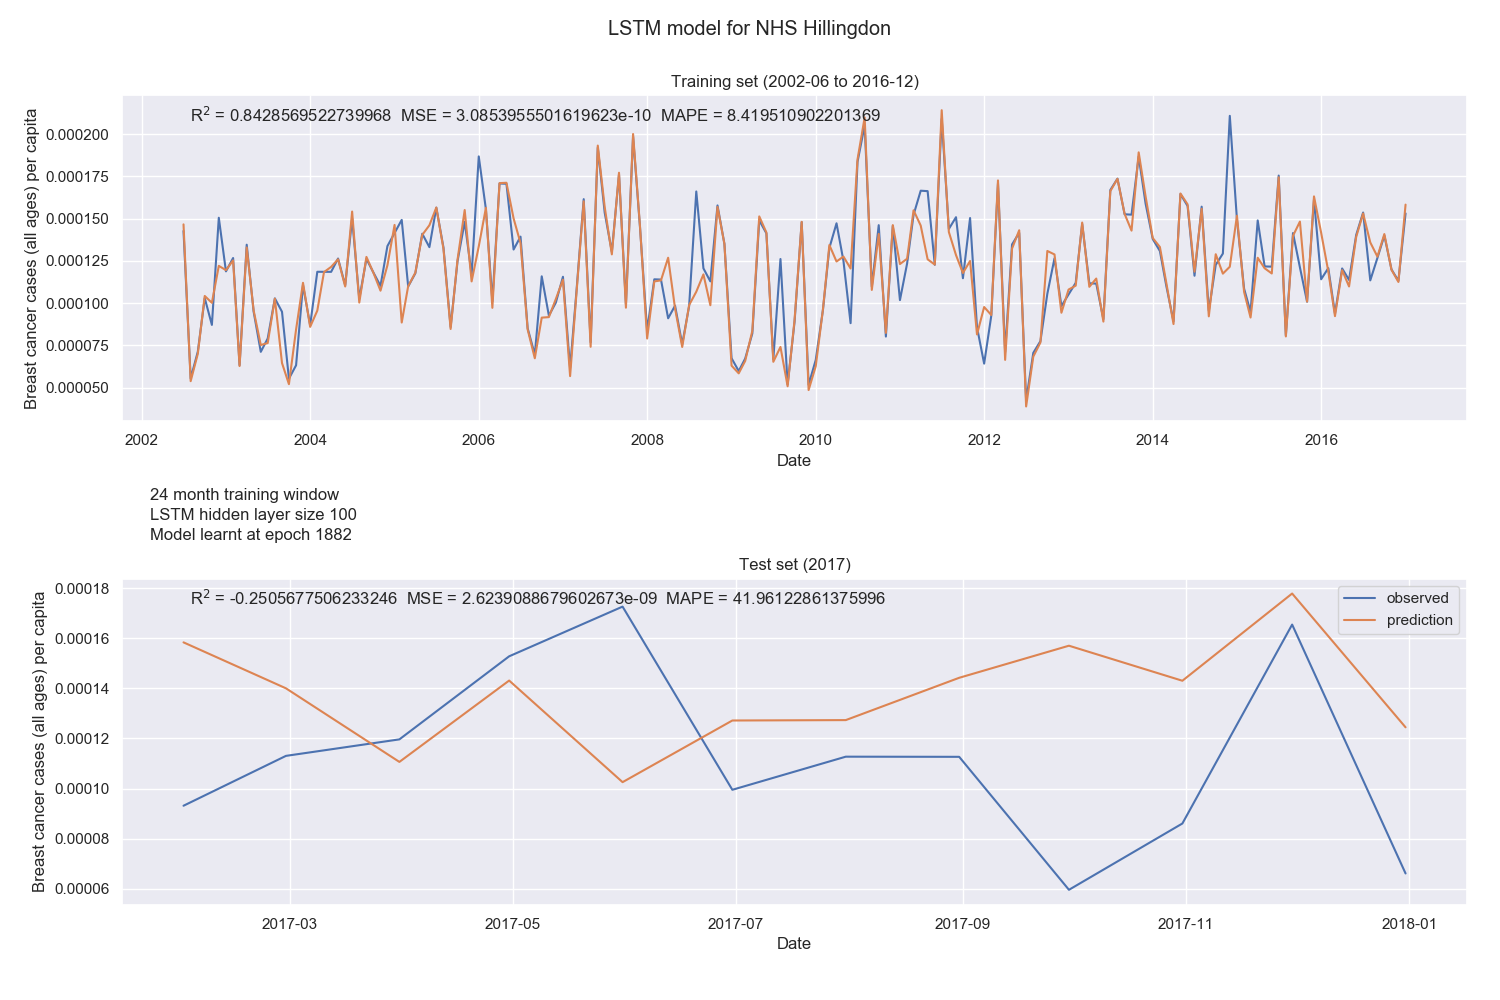 LSTM model for NHS Hillingdon
Training set (2002-06 to 2016-12)
R² = 0.8428569522739968 MSE = 3.0853955501619623e-10 MAPE = 8.419510902201369
Breast cancer cases (all ages) per capita
0.000200
0.000175
0.000150
0.000125
0.000100
0.000075
0.000050
2002 2004 2006 2008 2010 2012 2014 2016
Date
24 month training window
LSTM hidden layer size 100
Model learnt at epoch 1882
Test set (2017)
R² = -0.2505677506233246 MSE = 2.6239088679602673e-09 MAPE = 41.96122861375996
observed
prediction
Breast cancer cases (all ages) per capita
0.00018
0.00016
0.00014
0.00012
0.00010
0.00008
0.00006
2017-03 2017-05 2017-07 2017-09 2017-11 2018-01
Date